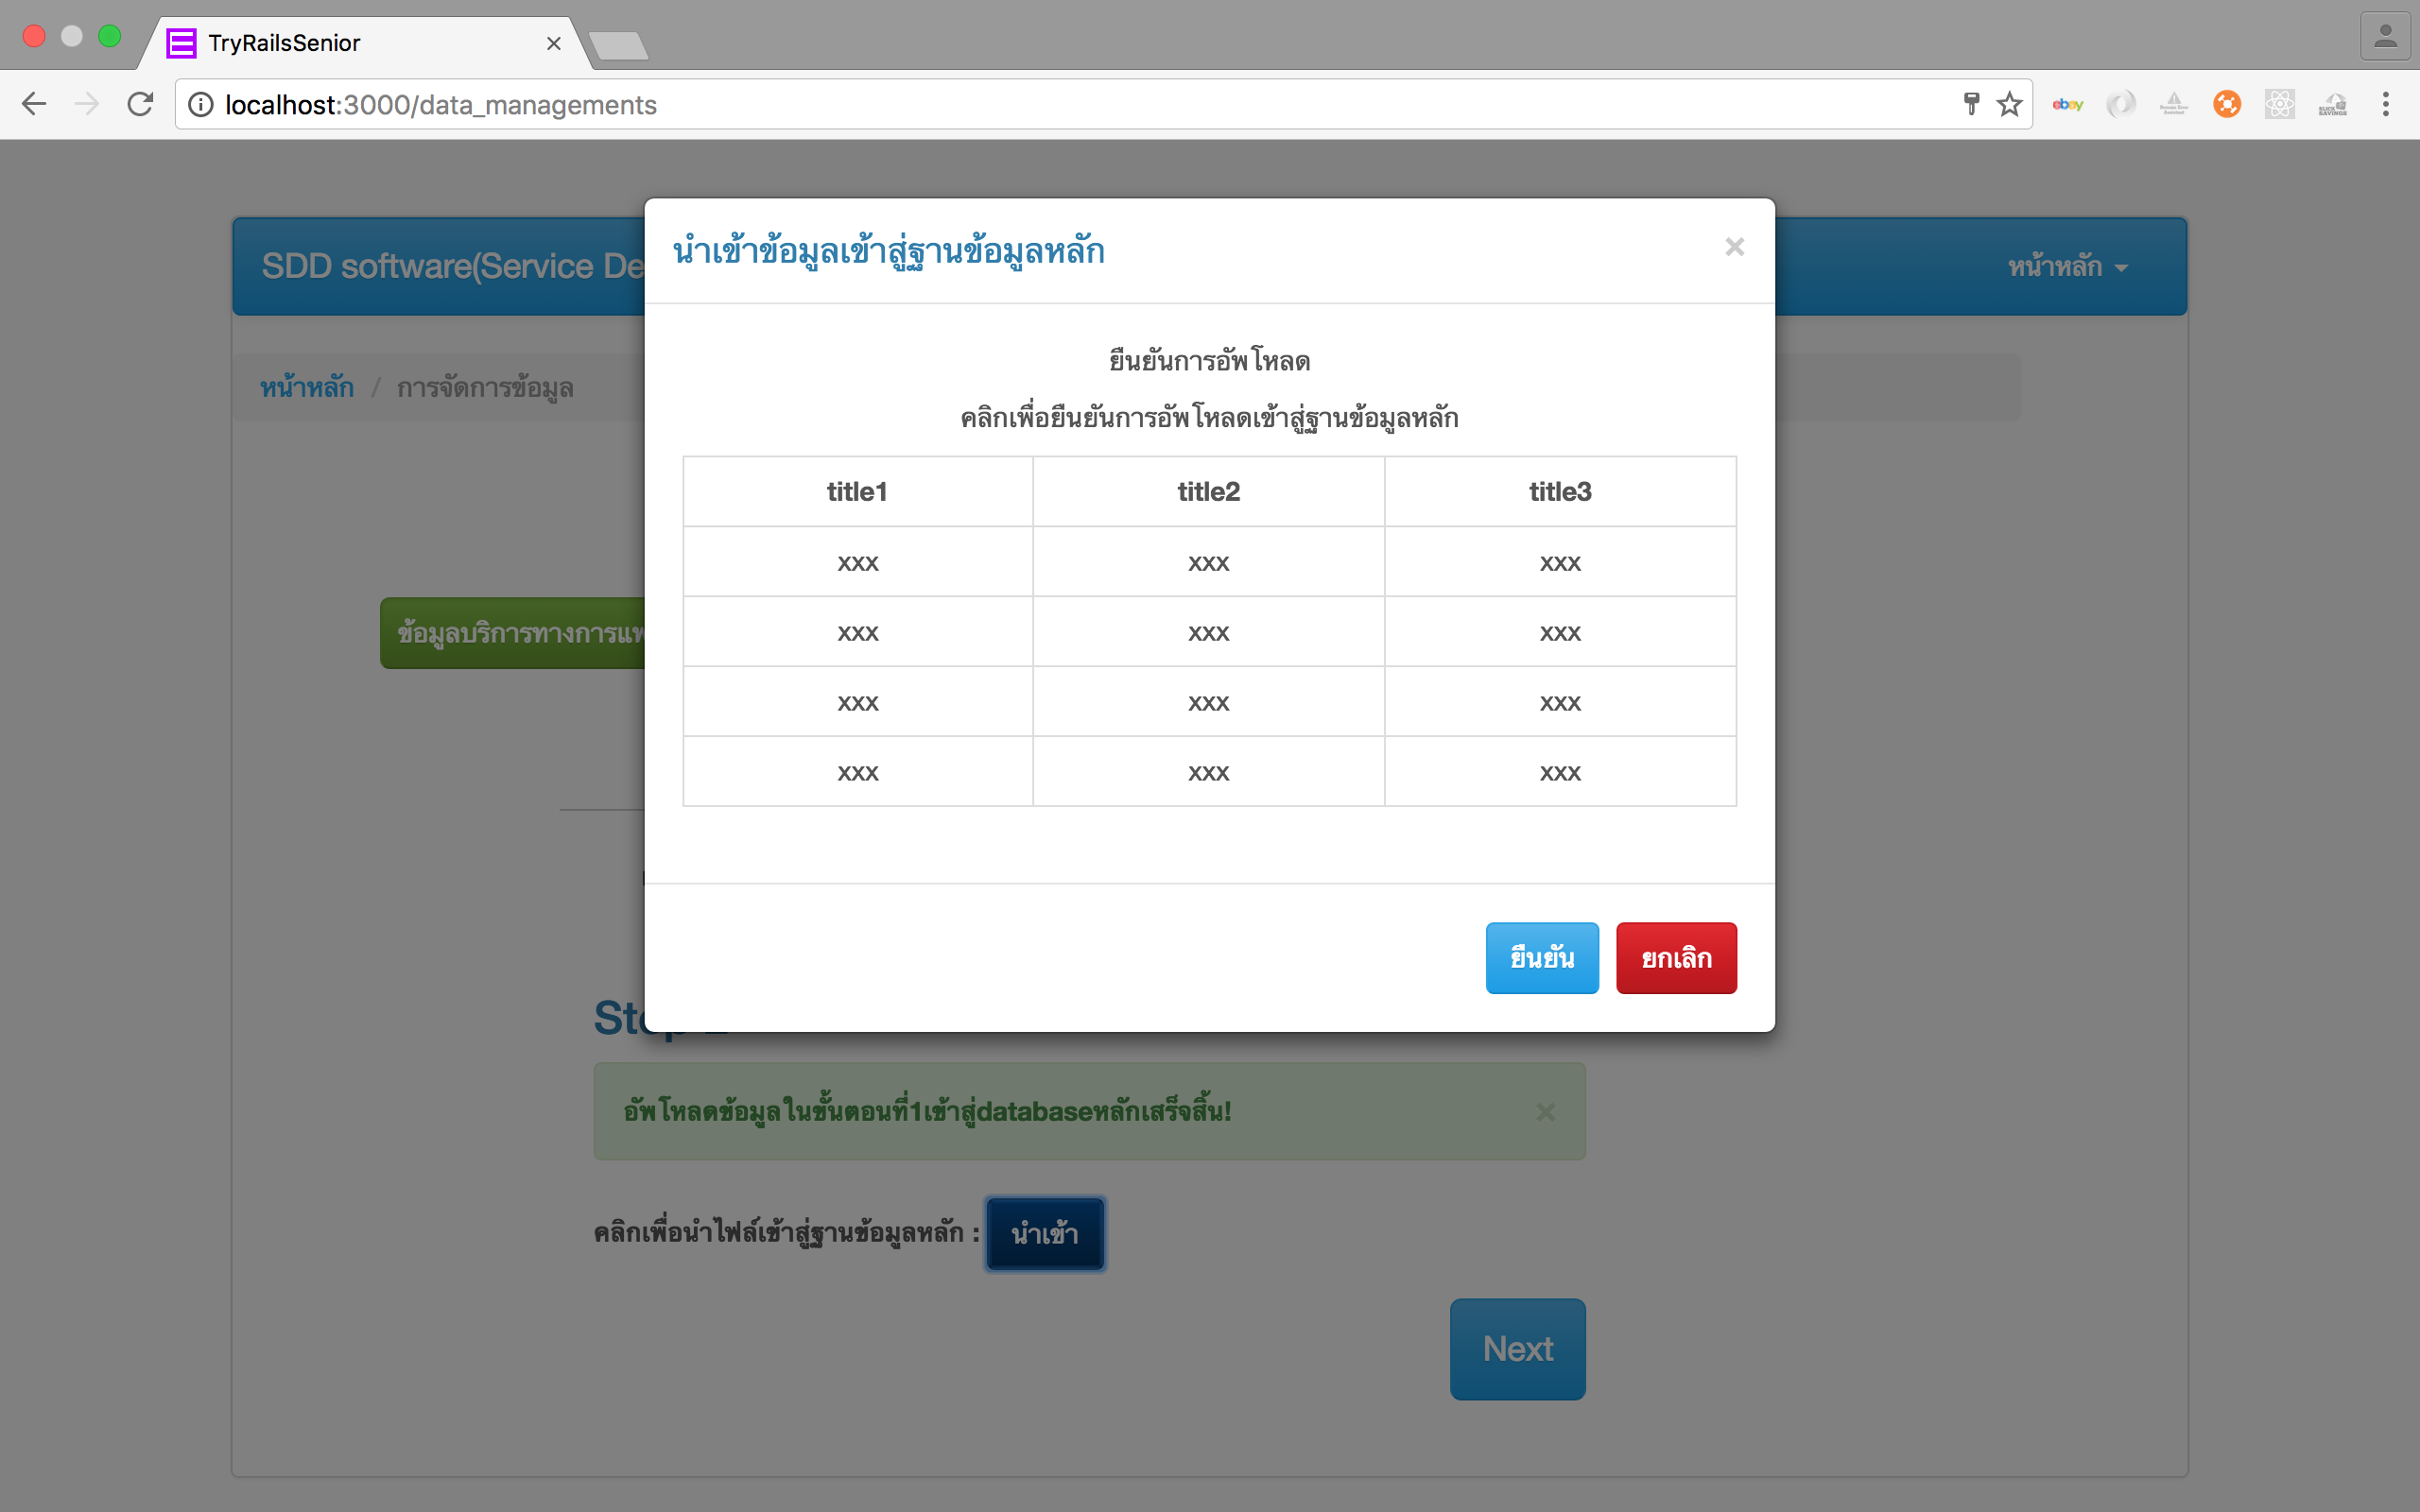 TryRailsSenior
localhost:3000/data_managements
ebay
นำเข้าข้อมูลเข้าสู่ฐานข้อมูลหลัก
SDD software(Service De
หน้าหลัก
หน้าหลัก / การจัดการข้อมูล
ยืนยันการอัพโหลด
คลิกเพื่อยืนยันการอัพโหลดเข้าสู่ฐานข้อมูลหลัก
title1 title2 title3
xxx xxx xxx
xxx xxx xxx
xxx xxx xxx
xxx xxx xxx
ข้อมูลบริการทางการแพ
ยืนยัน ยกเลิก
อัพโหลดข้อมูลในขั้นตอนที่1เข้าสู่databaseหลักเสร็จสิ้น!
คลิกเพื่อนำไฟล์เข้าสู่ฐานข้อมูลหลัก : นำเข้า
Next